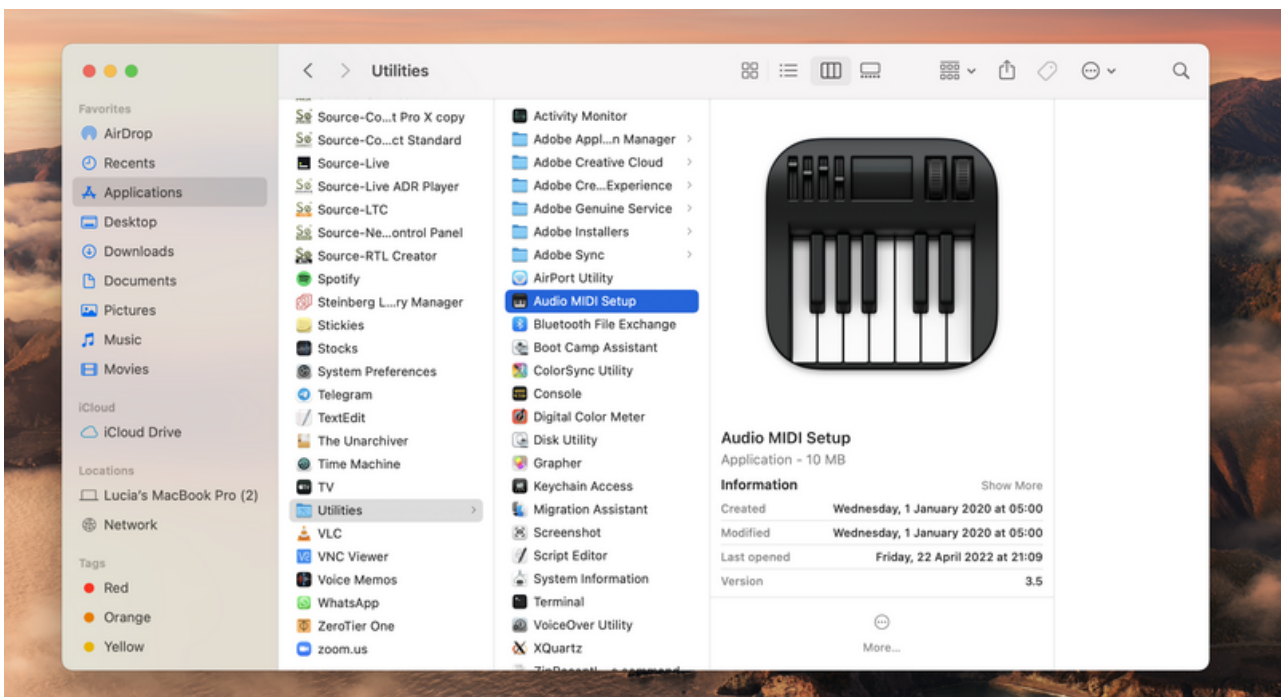 Utilities
Favorites
AirDrop
Recents
Applications
Desktop
Downloads
Documents
Pictures
Music
Movies
iCloud
iCloud Drive
Locations
Lucia's MacBook Pro (2)
Network
Tags
Red
Orange
Yellow
Source-Co...t Pro X copy
Source-Co...ct Standard
Source-Live
Source-Live ADR Player
Source-LTC
Source-Ne...ontrol Panel
Source-RTL Creator
Spotify
Steinberg L...ry Manager
Stickies
Stocks
System Preferences
Telegram
TextEdit
The Unarchiver
Time Machine
TV
Utilities
VLC
VNC Viewer
Voice Memos
WhatsApp
ZeroTier One
zoom.us
Activity Monitor
Adobe Appl...n Manager
Adobe Creative Cloud
Adobe Cre...Experience
Adobe Genuine Service
Adobe Installers
Adobe Sync
AirPort Utility
Audio MIDI Setup
Bluetooth File Exchange
Boot Camp Assistant
ColorSync Utility
Console
Digital Color Meter
Disk Utility
Grapher
Keychain Access
Migration Assistant
Screenshot
Script Editor
System Information
Terminal
VoiceOver Utility
XQuartz
Audio MIDI Setup
Application - 10 MB
Information Show More
Created Wednesday, 1 January 2020 at 05:00
Modified Wednesday, 1 January 2020 at 05:00
Last opened Friday, 22 April 2022 at 21:09
Version 3.5
More...